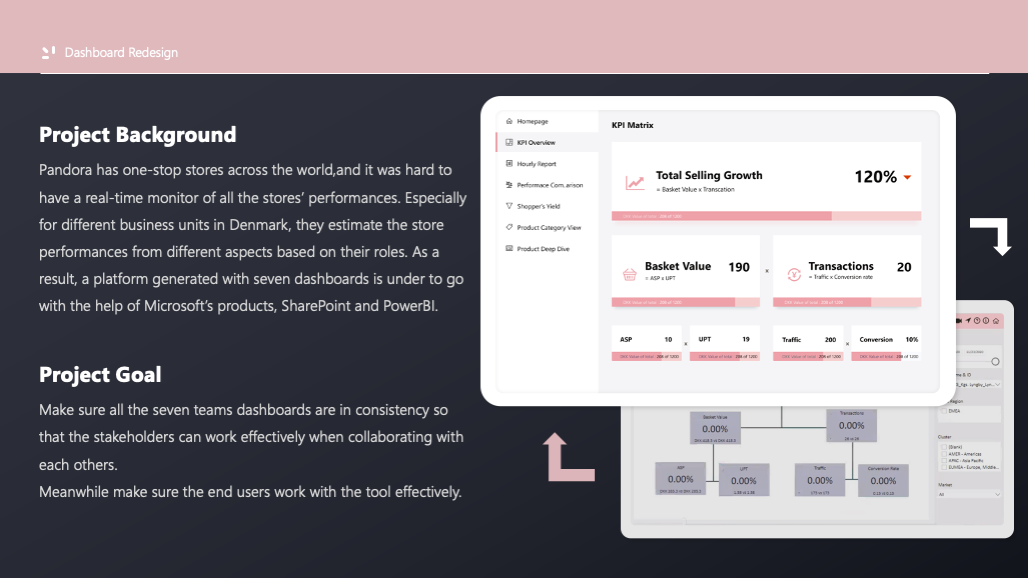 Dashboard Redesign
Project Background
Pandora has one-stop stores across the world,and it was hard to
have a real-time monitor of all the stores’ performances. Especially
for different business units in Denmark, they estimate the store
performances from different aspects based on their roles. As a
result, a platform generated with seven dashboards is under to go
with the help of Microsoft’s products, SharePoint and PowerBI.
Project Goal
Make sure all the seven teams dashboards are in consistency so
that the stakeholders can work effectively when collaborating with
each others.
Meanwhile make sure the end users work with the tool effectively.
Homepage
KPI Overview
Hourly Report
Performace Com.arison
Shopper's Yield
Product Category View
Product Deep Dive
KPI Matrix
Total Selling Growth
= Basket Value x Transcation
120%
Basket Value 190
= ASP x UPT
x
Transactions 20
= Traffic x Conversion rate
ASP 10
x
UPT 19
Traffic 200
x
Conversion 10%
Basket Value
0.00%
Transactions
0.00%
ASP
0.00%
UPT
0.00%
Traffic
0.00%
Conversion Rate
0.00%
Region
EMEA
Cluster
(Blank)
AMER - Americas
APAC - Asia Pacific
EUMEA - Europe, Middle...
Market
All